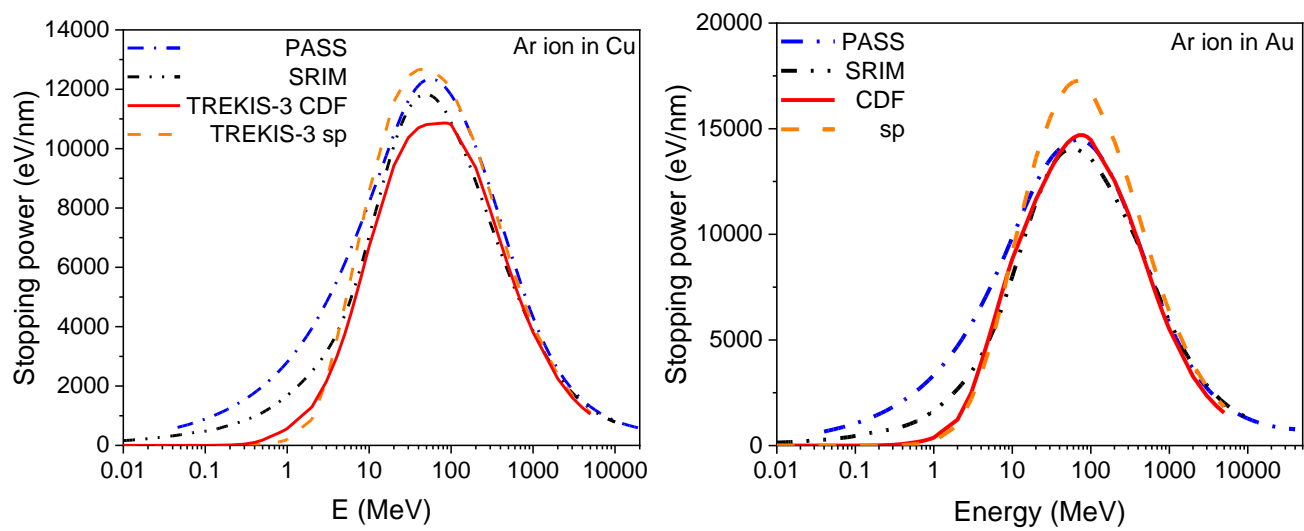 14000
12000
10000
8000
6000
4000
2000
0
Stopping power (eV/nm)
PASS
SRIM
TREKIS-3 CDF
TREKIS-3 sp
Ar ion in Cu
0.01 0.1 1 10 100 1000 10000
E (MeV)
20000
15000
10000
5000
0
Stopping power (eV/nm)
PASS
SRIM
CDF
sp
Ar ion in Au
0.01 0.1 1 10 100 1000 10000
Energy (MeV)